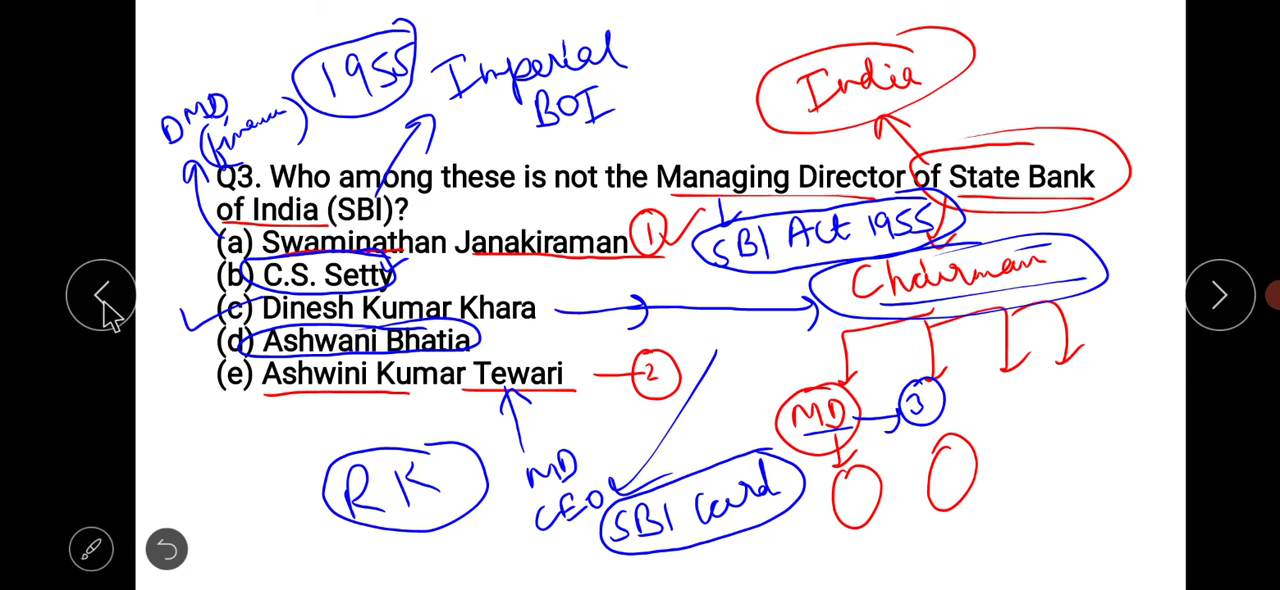 1955
Imperial
BOI
India
DMD
(finance)
Q3. Who among these is not the Managing Director of State Bank
of India (SBI)?
(a) Swaminathan Janakiraman 1
SBI Act 1955
(b) C.S. Setty
Chairman
(c) Dinesh Kumar Khara
(d) Ashwani Bhatia
(e) Ashwini Kumar Tewari 2
MD 3
RK
MD
CEO
SBI Card